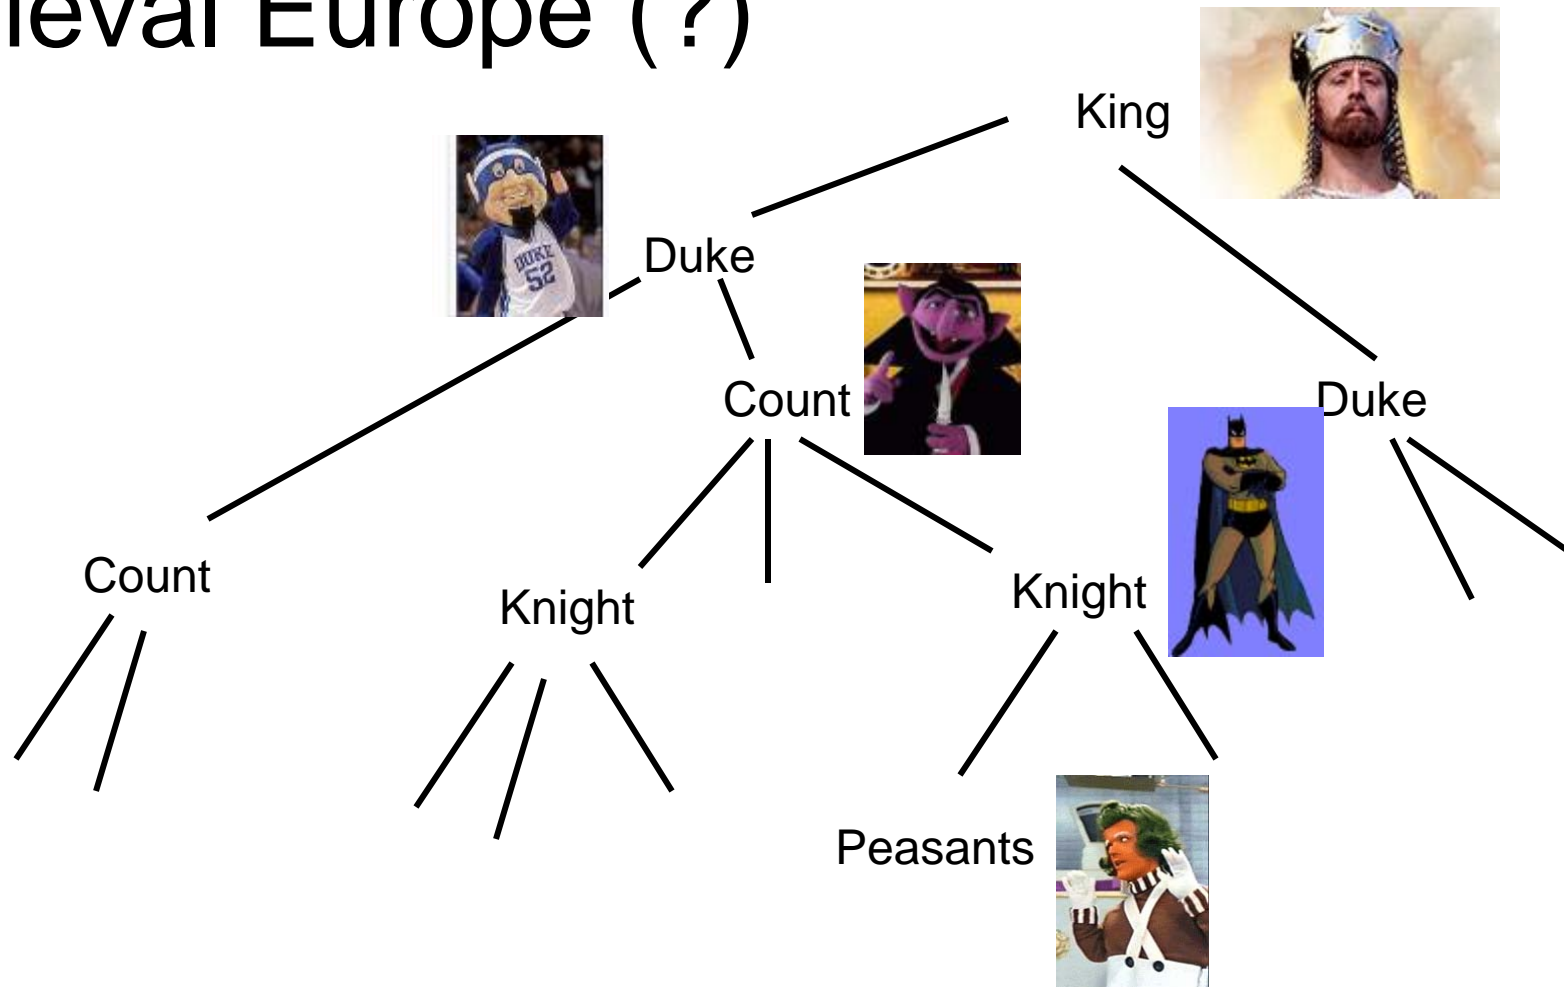 ieval Europe (?)
King
Duke
DUKE
52
Count
Duke
Count
Knight
Knight
Peasants